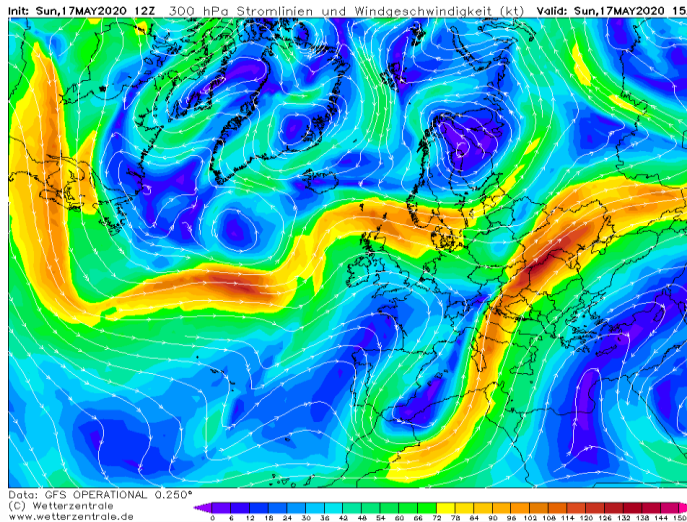 Init: Sun,17MAY2020 12Z 300 hPa Stromlinien und Windgeschwindigkeit (kt) Valid: Sun,17MAY2020 15
Data: GFS OPERATIONAL 0.250°
(C) Wetterzentrale
www.wetterzentrale.de
0 6 12 18 24 30 36 42 48 54 60 66 72 78 84 90 96 102 108 114 120 126 132 138 144 150